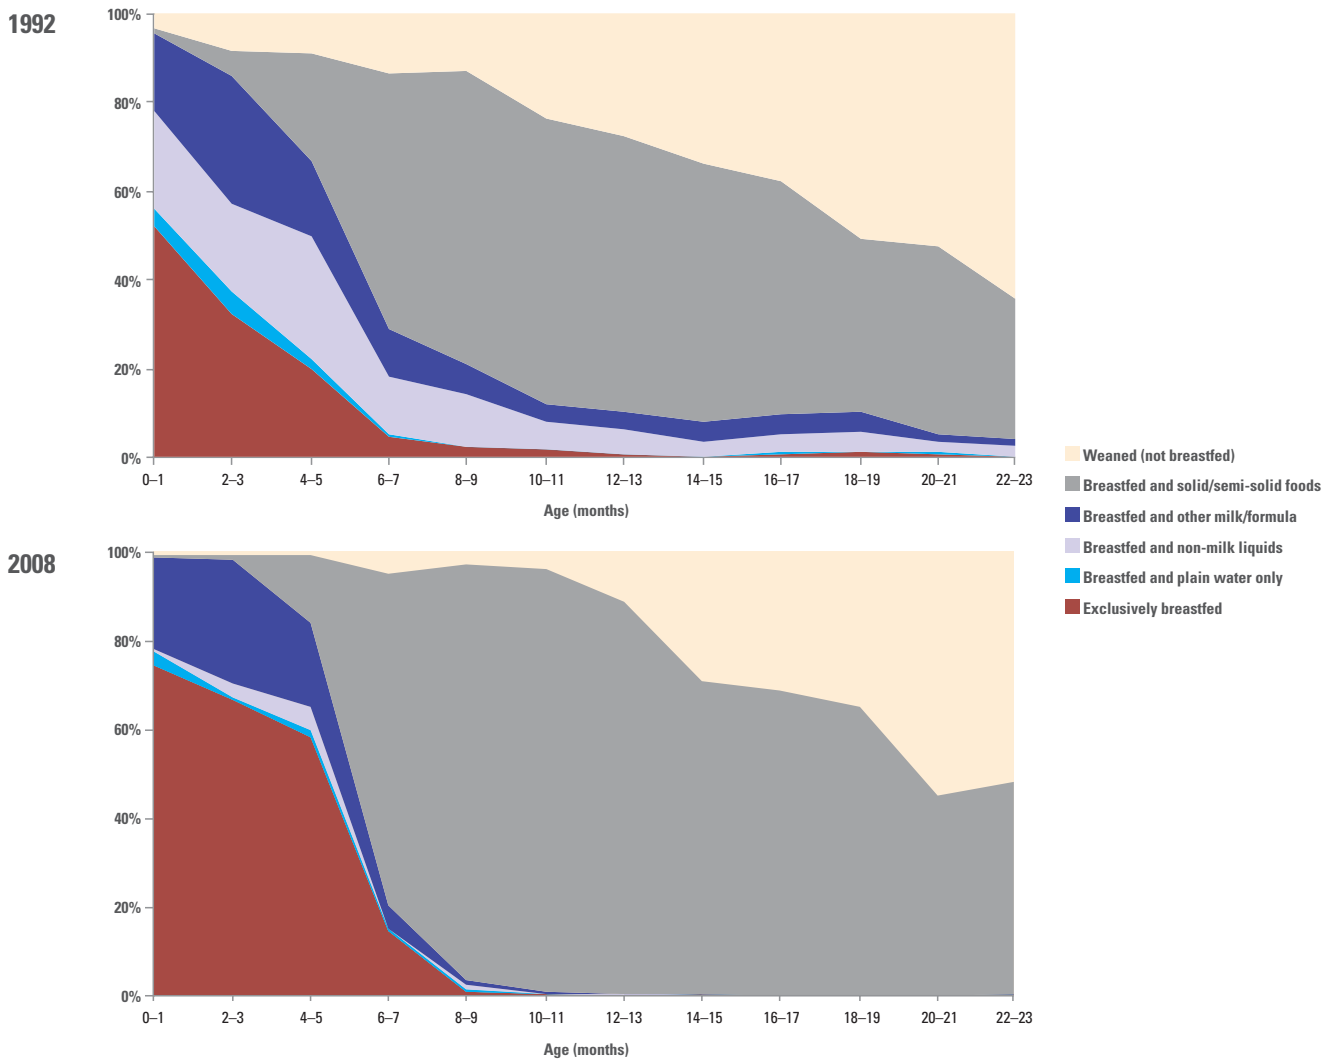 1992
100%
80%
60%
40%
20%
0%
0–1 2–3 4–5 6–7 8–9 10–11 12–13 14–15 16–17 18–19 20–21 22–23
Age (months)
Weaned (not breastfed)
Breastfed and solid/semi-solid foods
Breastfed and other milk/formula
Breastfed and non-milk liquids
Breastfed and plain water only
Exclusively breastfed
2008
100%
80%
60%
40%
20%
0%
0–1 2–3 4–5 6–7 8–9 10–11 12–13 14–15 16–17 18–19 20–21 22–23
Age (months)